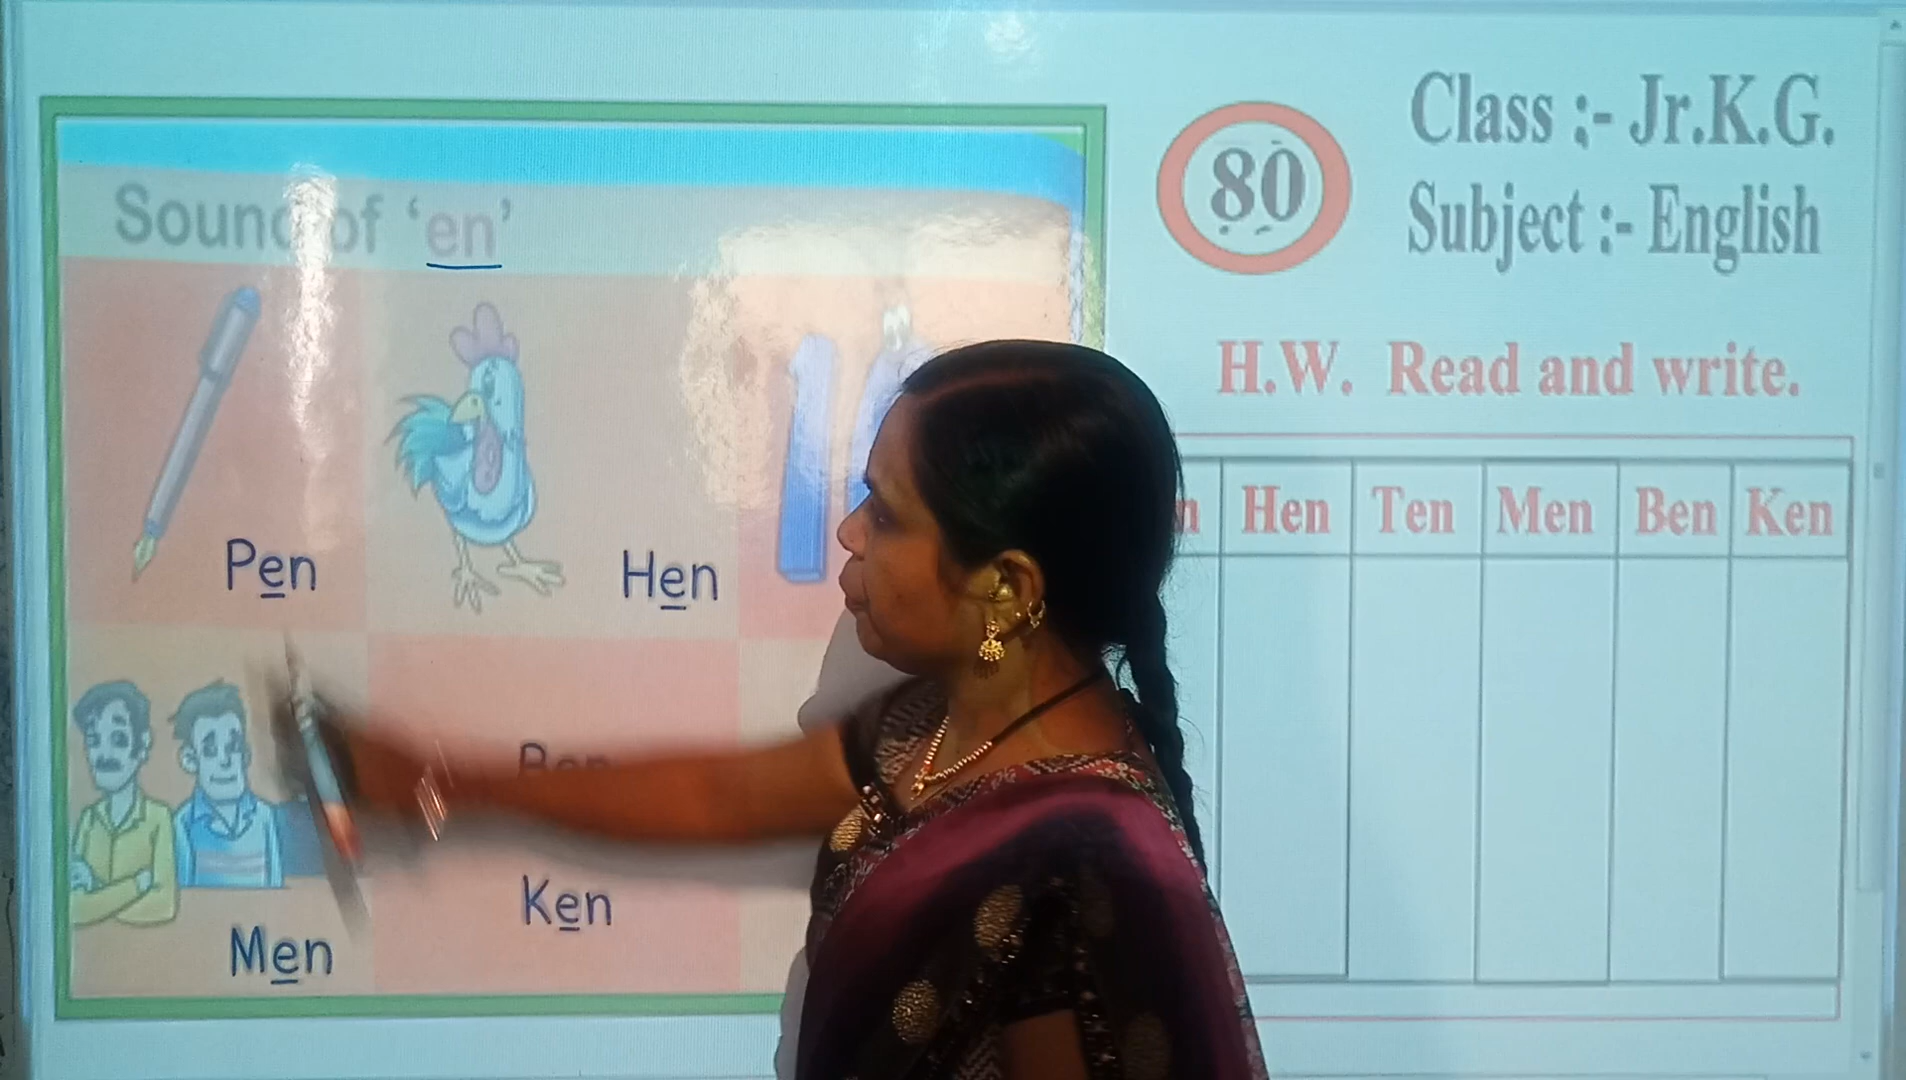 Sound of 'en'
Pen
Hen
Men
Ben
Ken
80
Class :- Jr.K.G.
Subject :- English
H.W. Read and write.
n Hen Ten Men Ben Ken